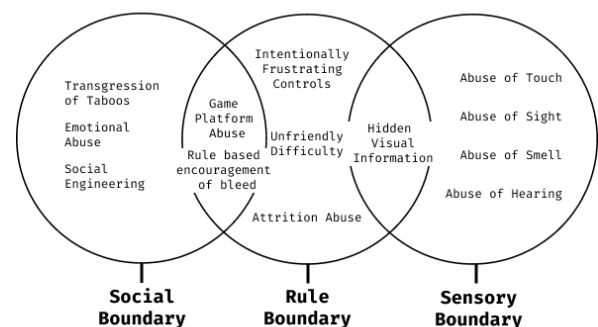 Transgression
of Taboos
Emotional
Abuse
Social
Engineering
Game
Platform
Abuse
Rule based
encouragement
of bleed
Intentionally
Frustrating
Controls
Unfriendly
Difficulty
Attrition Abuse
Hidden
Visual
Information
Abuse of Touch
Abuse of Sight
Abuse of Smell
Abuse of Hearing
Social
Boundary
Rule
Boundary
Sensory
Boundary